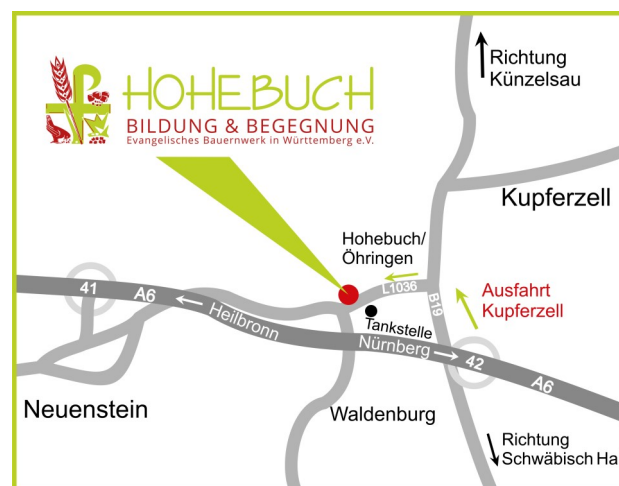 HOHEBUCH
BILDUNG & BEGEGNUNG
Evangelisches Bauernwerk in Württemberg e.V.
Richtung
Künzelsau
Kupferzell
Hohebuch/
Öhringen
L1036
B19
Ausfahrt
Kupferzell
41
A6
Heilbronn
Tankstelle
Nürnberg
42
A6
Neuenstein
Waldenburg
Richtung
Schwäbisch Ha